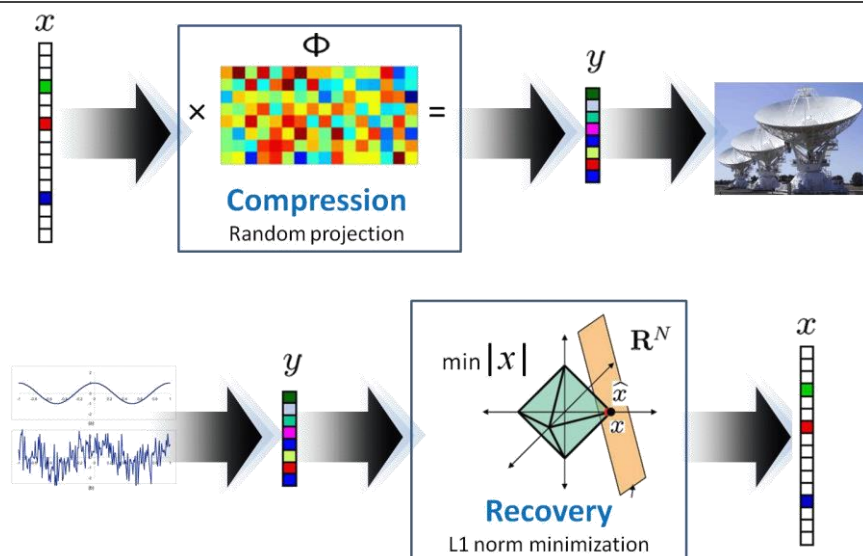 x
Φ
y
×
=
Compression
Random projection
y
min |x|
R^N
x̂
x
x
Recovery
L1 norm minimization